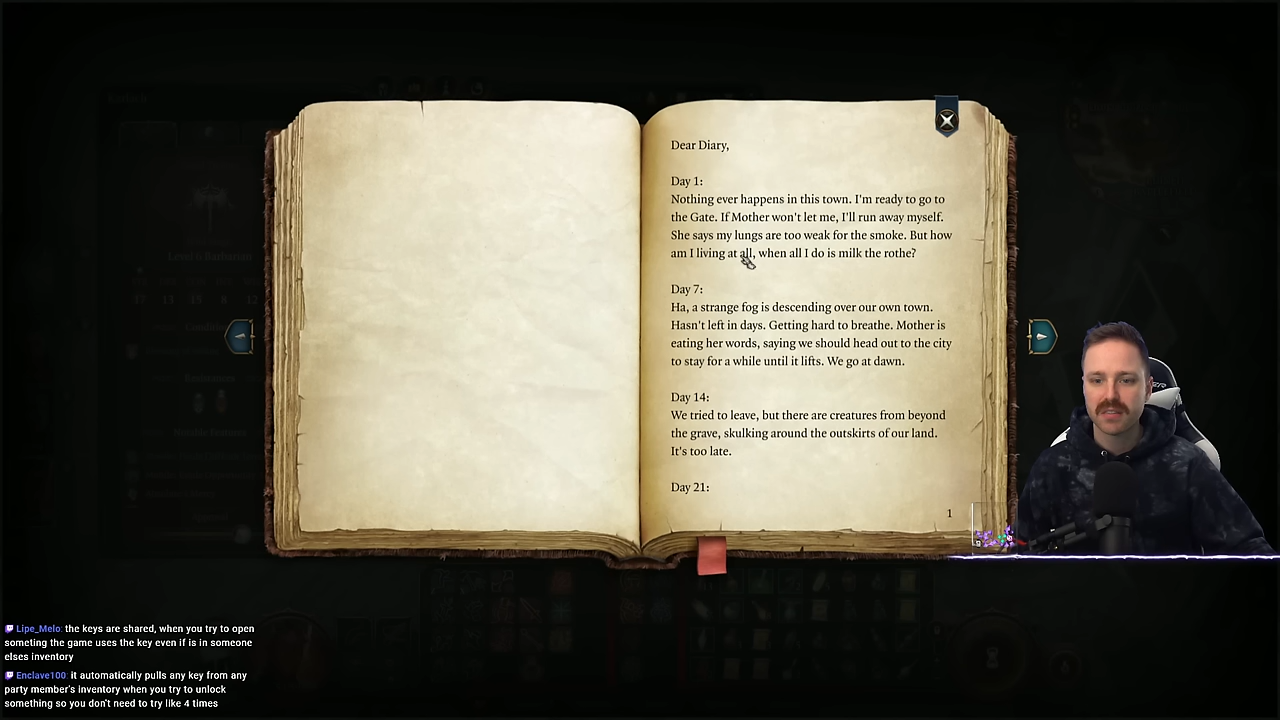 Dear Diary,
Day 1:
Nothing ever happens in this town. I'm ready to go to
the Gate. If Mother won't let me, I'll run away myself.
She says my lungs are too weak for the smoke. But how
am I living at all, when all I do is milk the rothe?
Day 7:
Ha, a strange fog is descending over our own town.
Hasn't left in days. Getting hard to breathe. Mother is
eating her words, saying we should head out to the city
to stay for a while until it lifts. We go at dawn.
Day 14:
We tried to leave, but there are creatures from beyond
the grave, skulking around the outskirts of our land.
It's too late.
Day 21:
1
Lipe_Melo: the keys are shared, when you try to open
someting the game uses the key even if is in someone
elses inventory
Enclave100: it automatically pulls any key from any
party member's inventory when you try to unlock
something so you don't need to try like 4 times